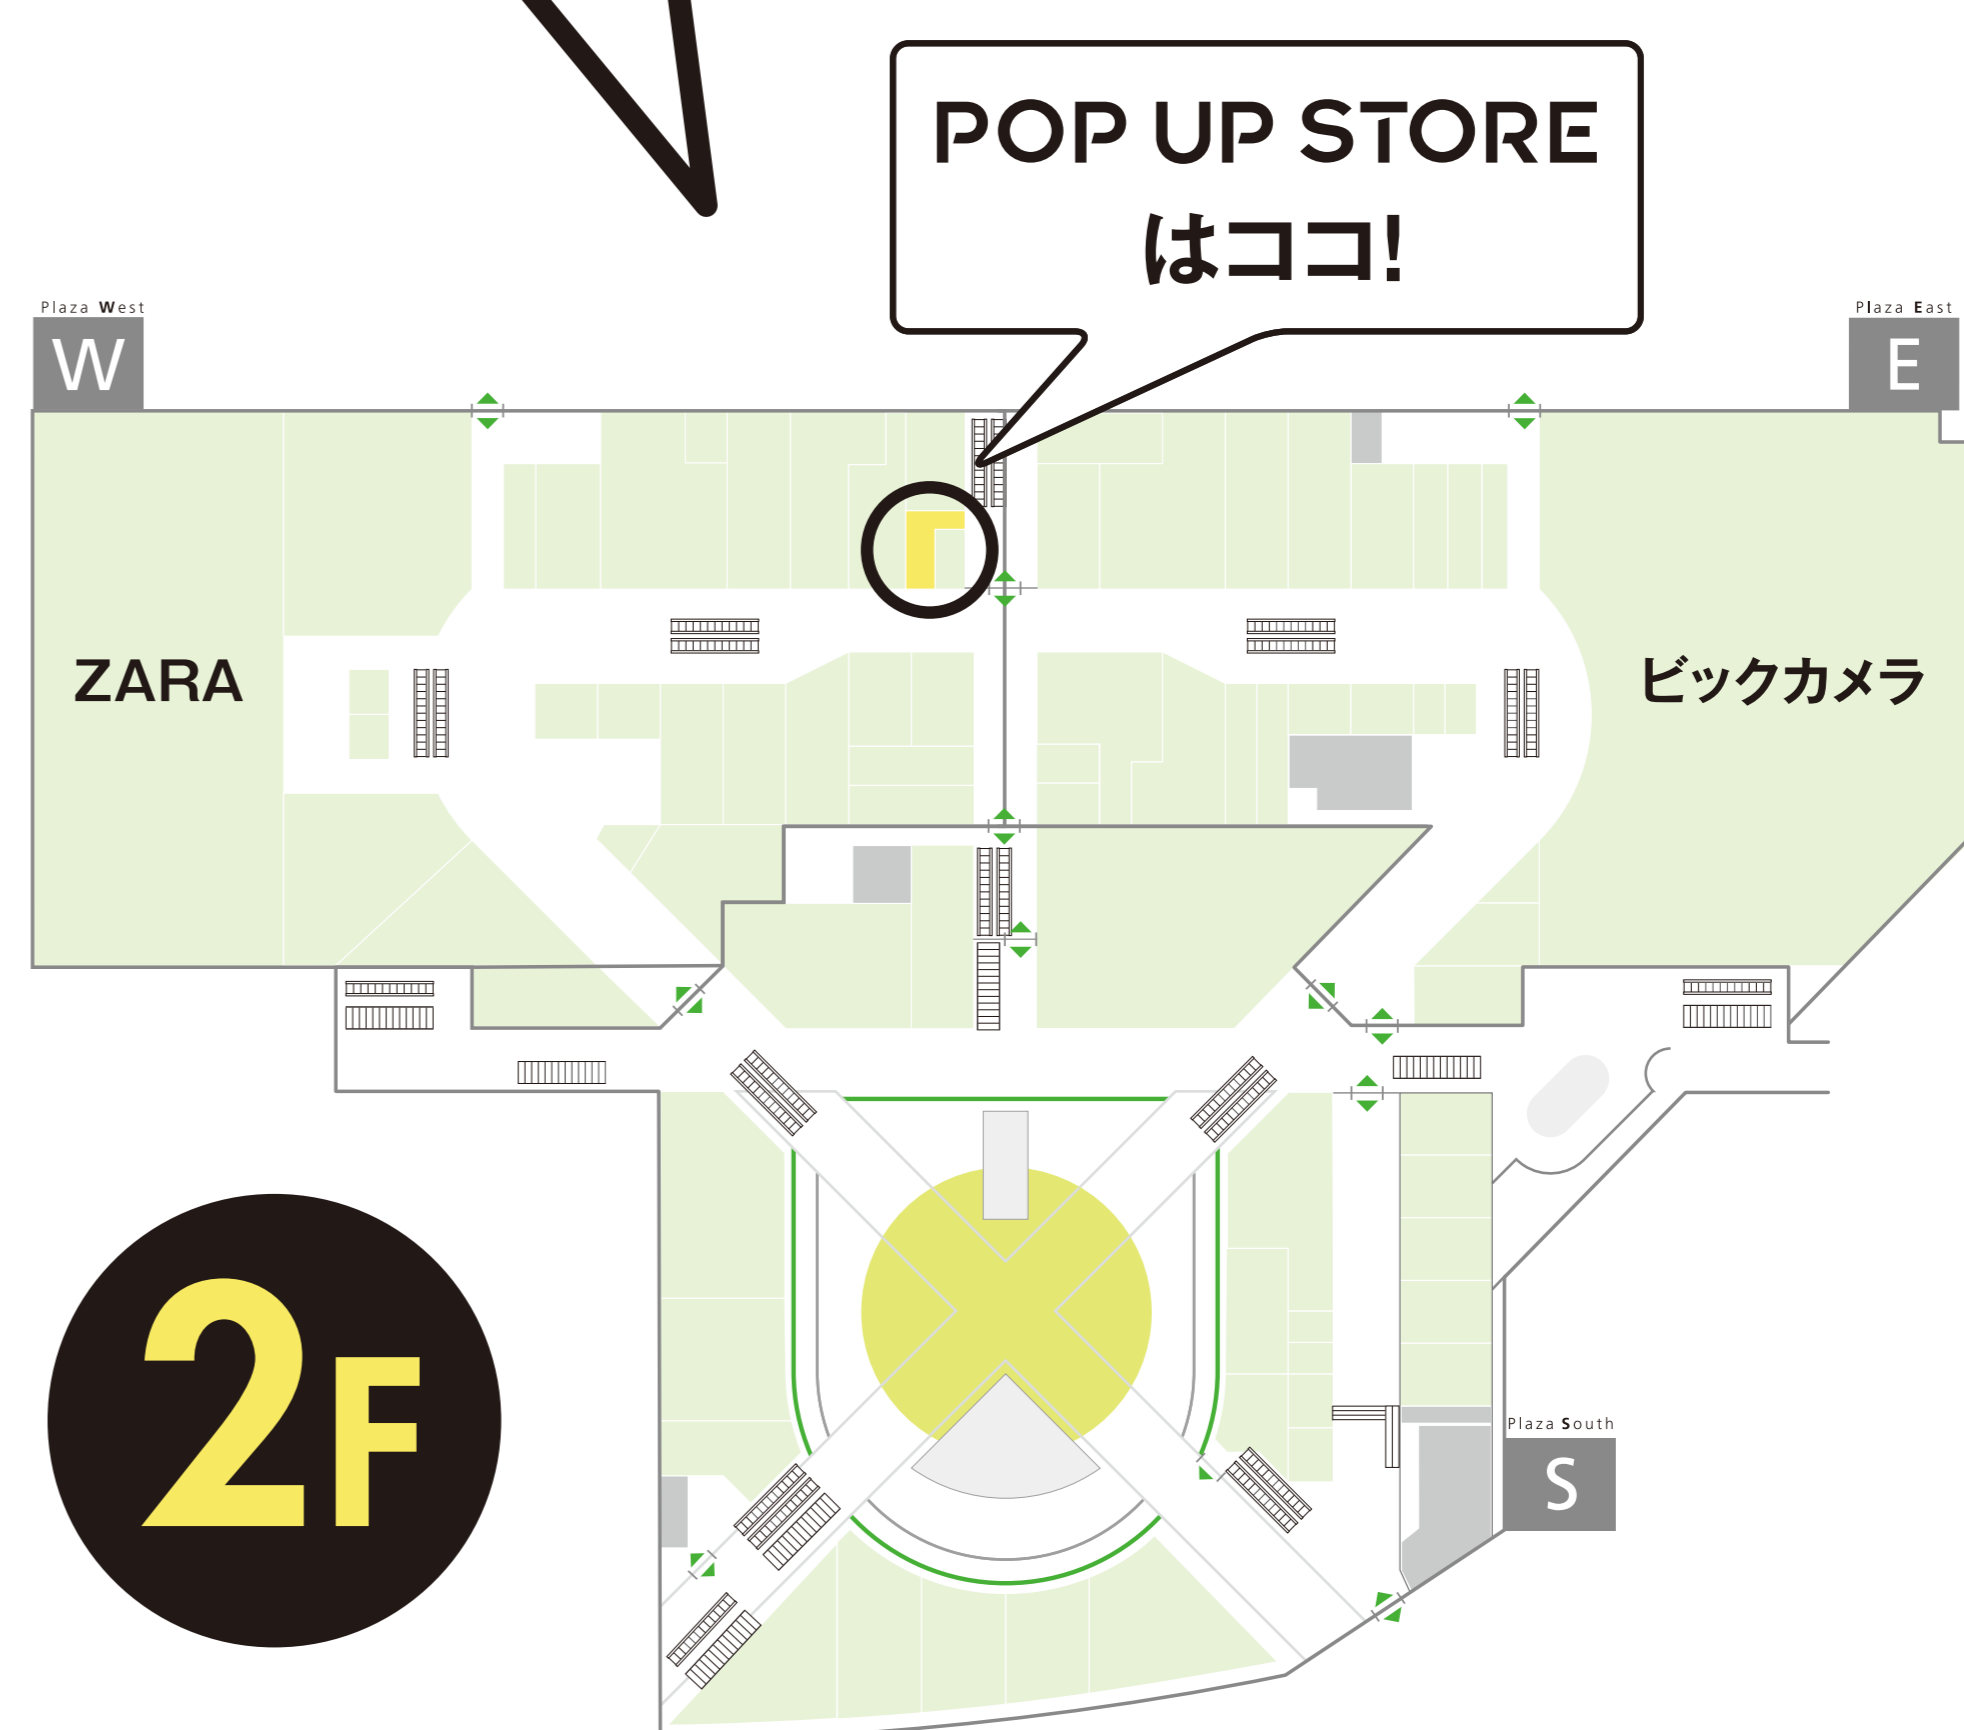 POP UP STORE
はココ!
Plaza West
W
Plaza East
E
ZARA
ビックカメラ
2F
Plaza South
S